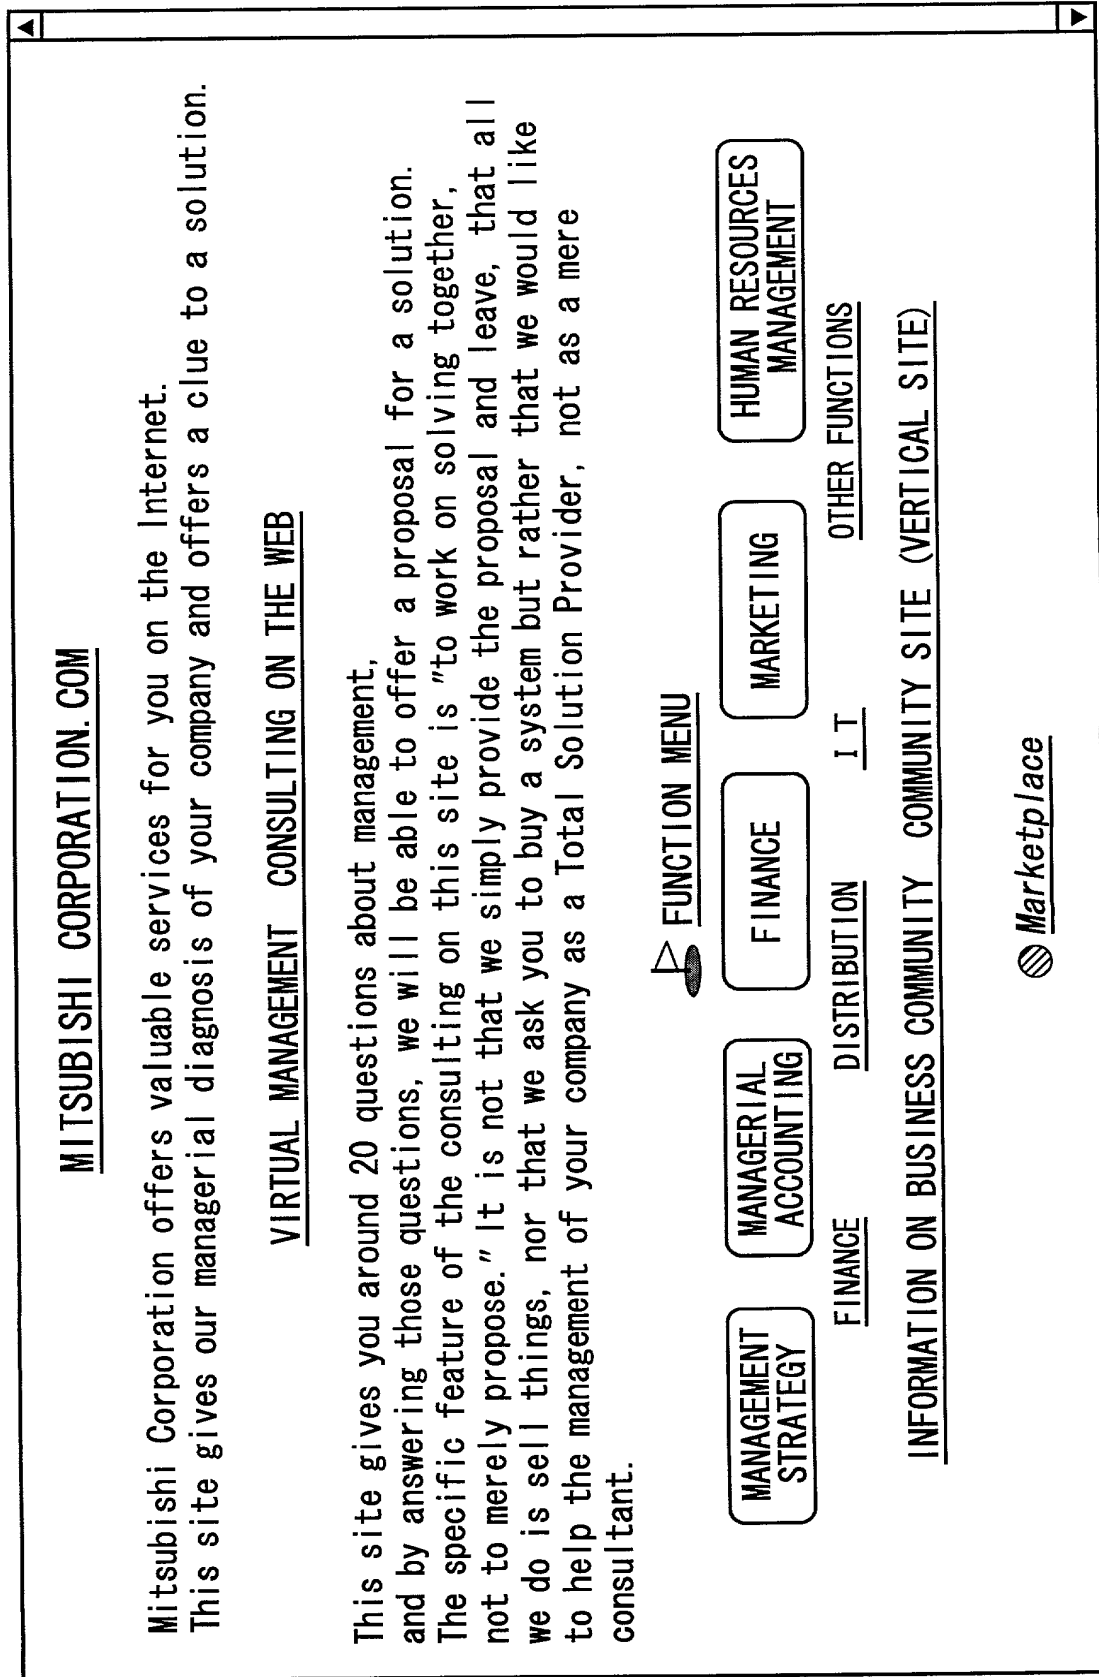 MITSUBISHI CORPORATION.COM
Mitsubishi Corporation offers valuable services for you on the Internet.
This site gives our managerial diagnosis of your company and offers a clue to a solution.
VIRTUAL MANAGEMENT CONSULTING ON THE WEB
This site gives you around 20 questions about management,
and by answering those questions, we will be able to offer a proposal for a solution.
The specific feature of the consulting on this site is "to work on solving together,
not to merely propose." It is not that we simply provide the proposal and leave, that all
we do is sell things, nor that we ask you to buy a system but rather that we would like
to help the management of your company as a Total Solution Provider, not as a mere
consultant.
FUNCTION MENU
MANAGEMENT STRATEGY
MANAGERIAL ACCOUNTING
FINANCE
MARKETING
HUMAN RESOURCES MANAGEMENT
FINANCE
DISTRIBUTION
IT
OTHER FUNCTIONS
INFORMATION ON BUSINESS COMMUNITY COMMUNITY SITE (VERTICAL SITE)
Marketplace